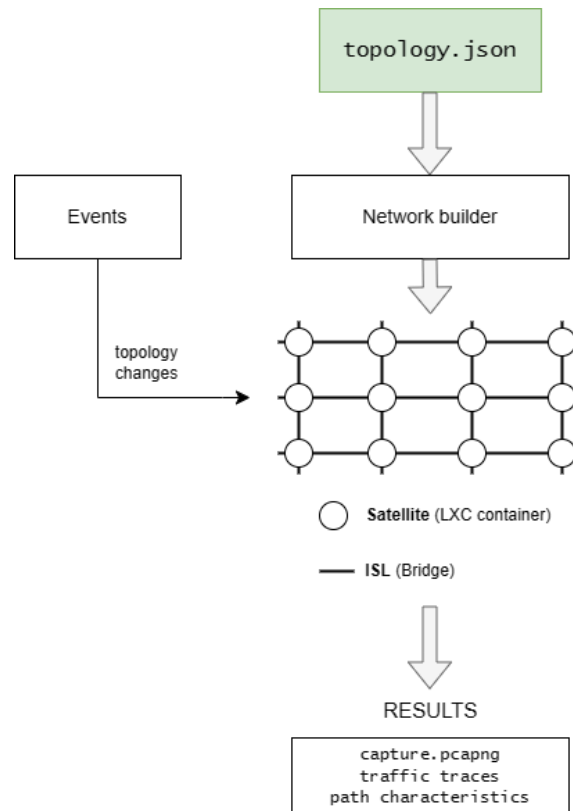 topology.json
Events
Network builder
topology
changes
Satellite (LXC container)
ISL (Bridge)
RESULTS
capture.pcapng
traffic traces
path characteristics